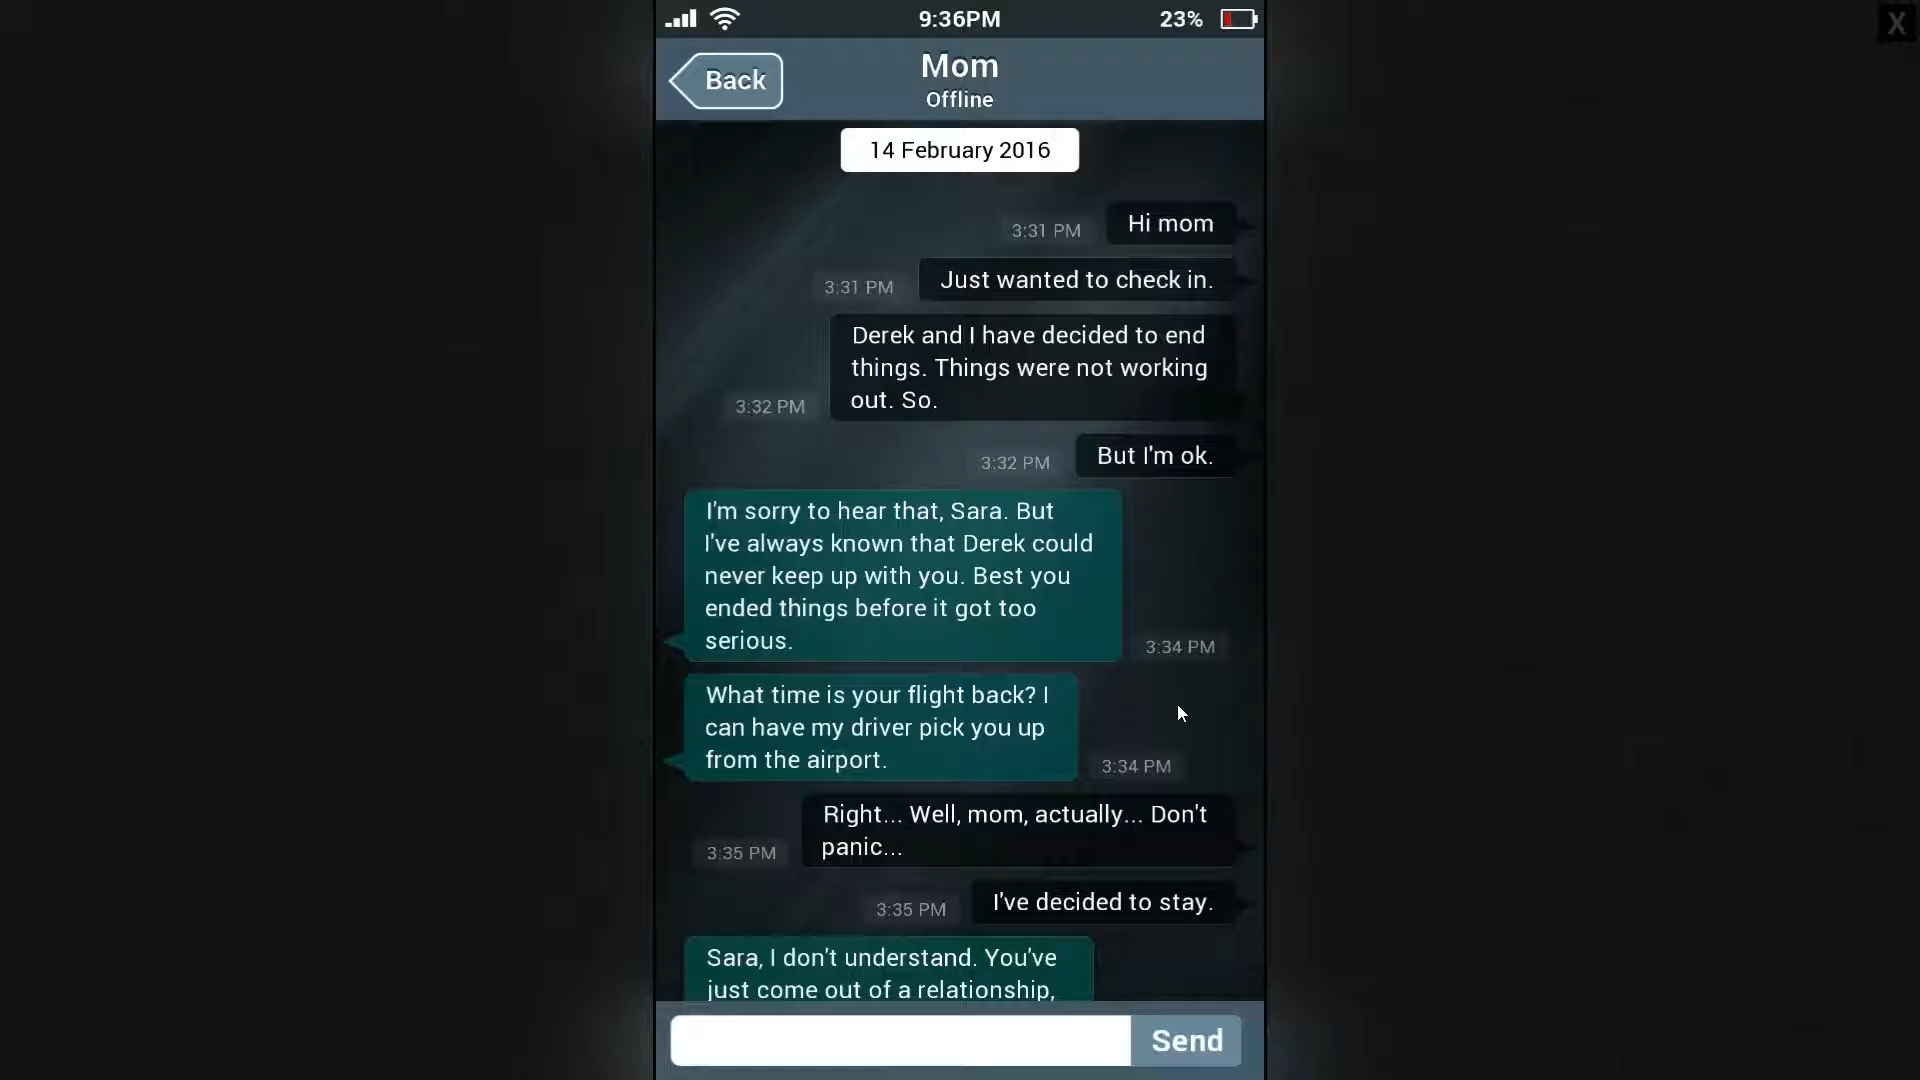 9:36PM
23%
X
Back
Mom
Offline
14 February 2016
Hi mom
3:31 PM
Just wanted to check in.
3:31 PM
Derek and I have decided to end
things. Things were not working
out. So.
3:32 PM
But I'm ok.
3:32 PM
I'm sorry to hear that, Sara. But
I've always known that Derek could
never keep up with you. Best you
ended things before it got too
serious.
3:34 PM
What time is your flight back? I
can have my driver pick you up
from the airport.
3:34 PM
Right... Well, mom, actually... Don't
panic...
3:35 PM
I've decided to stay.
3:35 PM
Sara, I don't understand. You've
just come out of a relationship,
Send